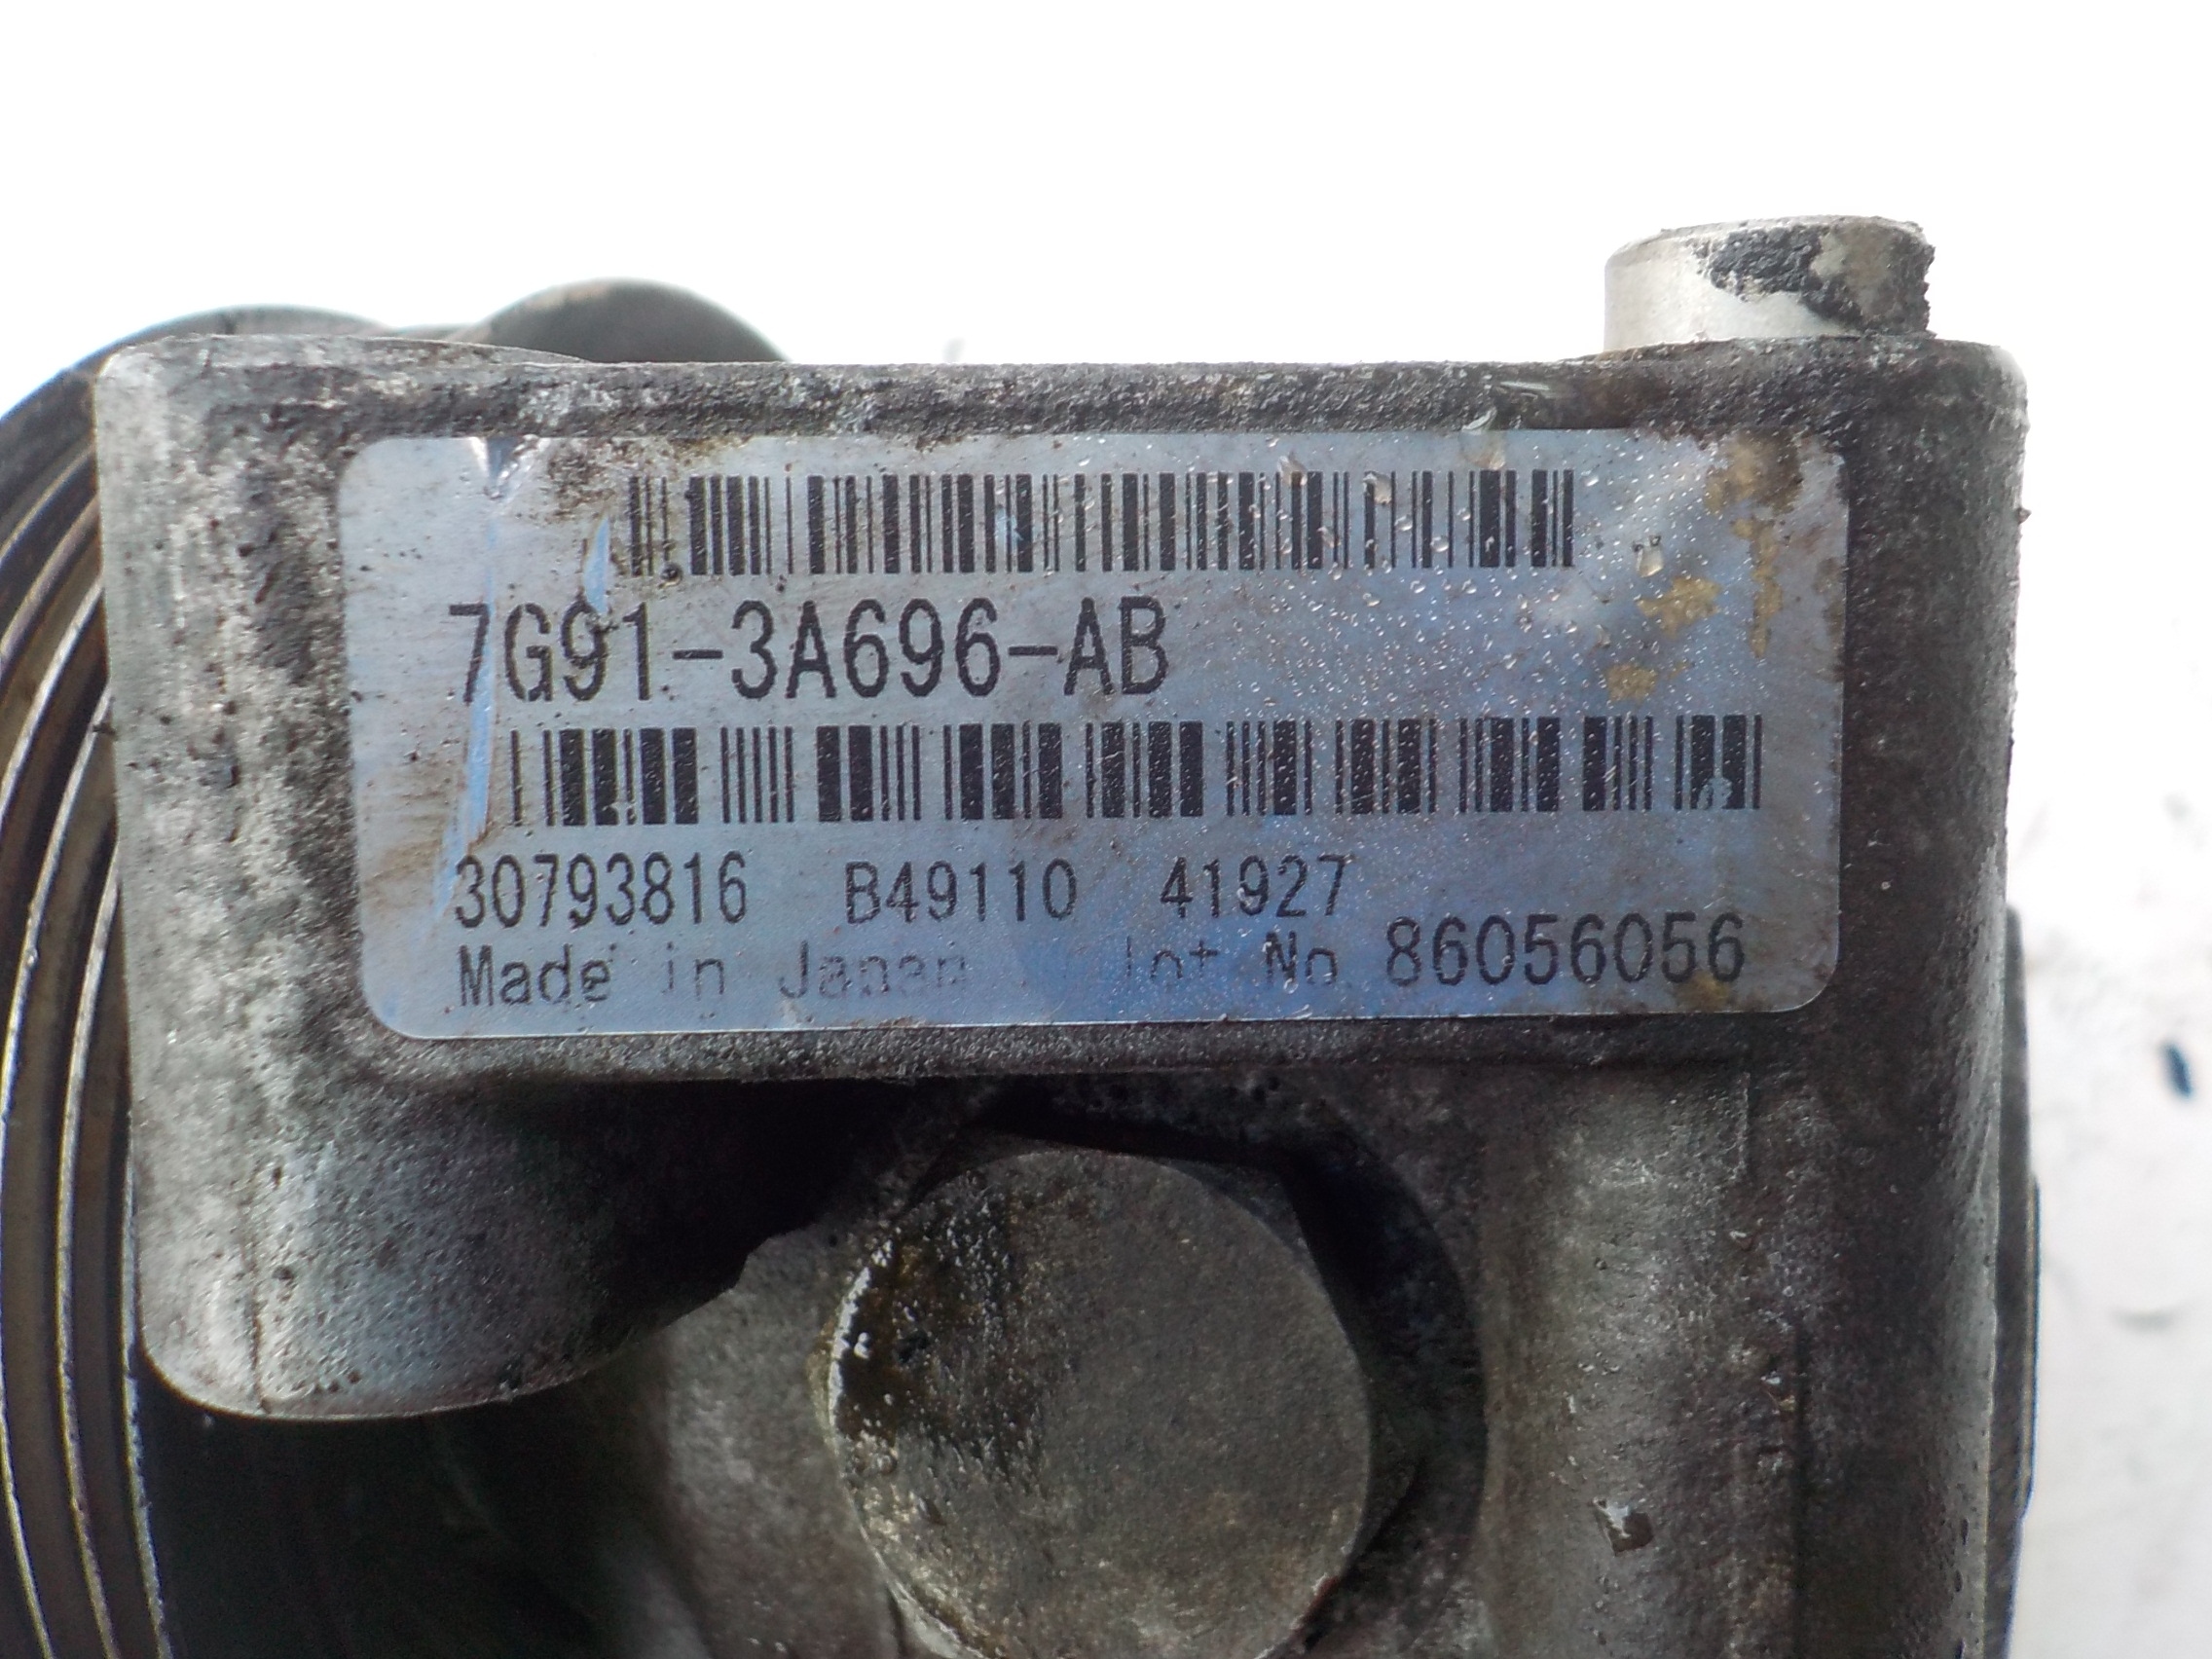 7G91-3A696-AB
30793816 B49110 41927
Made in Japan Lot No. 86056056